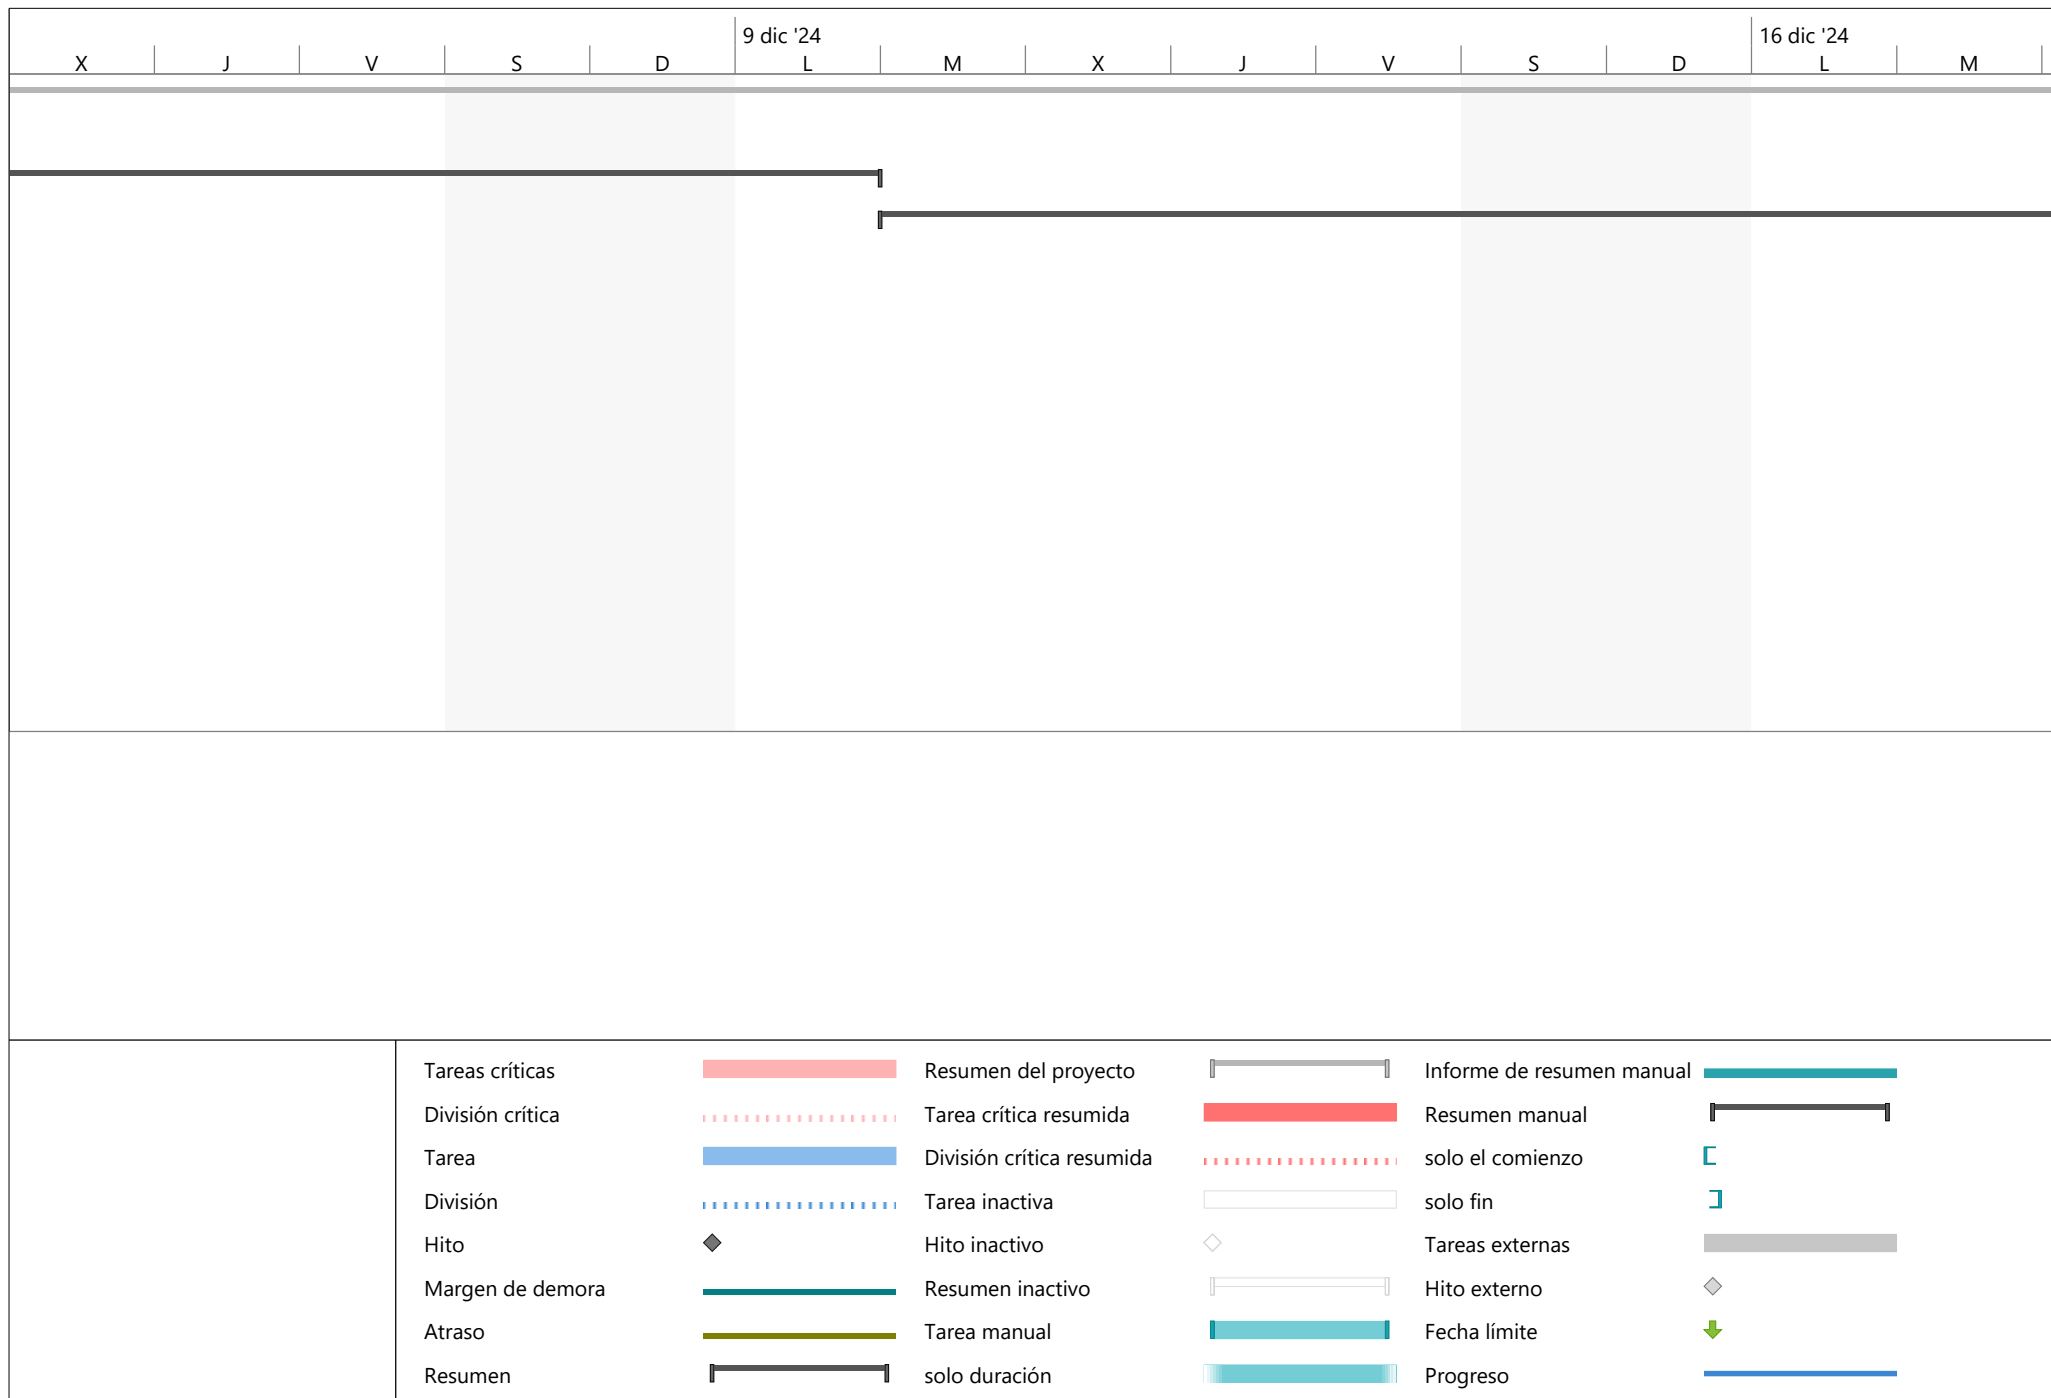 9 dic '24 16 dic '24
X J V S D L M X J V S D L M
Tareas críticas Resumen del proyecto Informe de resumen manual
División crítica Tarea crítica resumida Resumen manual
Tarea División crítica resumida solo el comienzo
División Tarea inactiva solo fin
Hito Hito inactivo Tareas externas
Margen de demora Resumen inactivo Hito externo
Atraso Tarea manual Fecha límite
Resumen solo duración Progreso